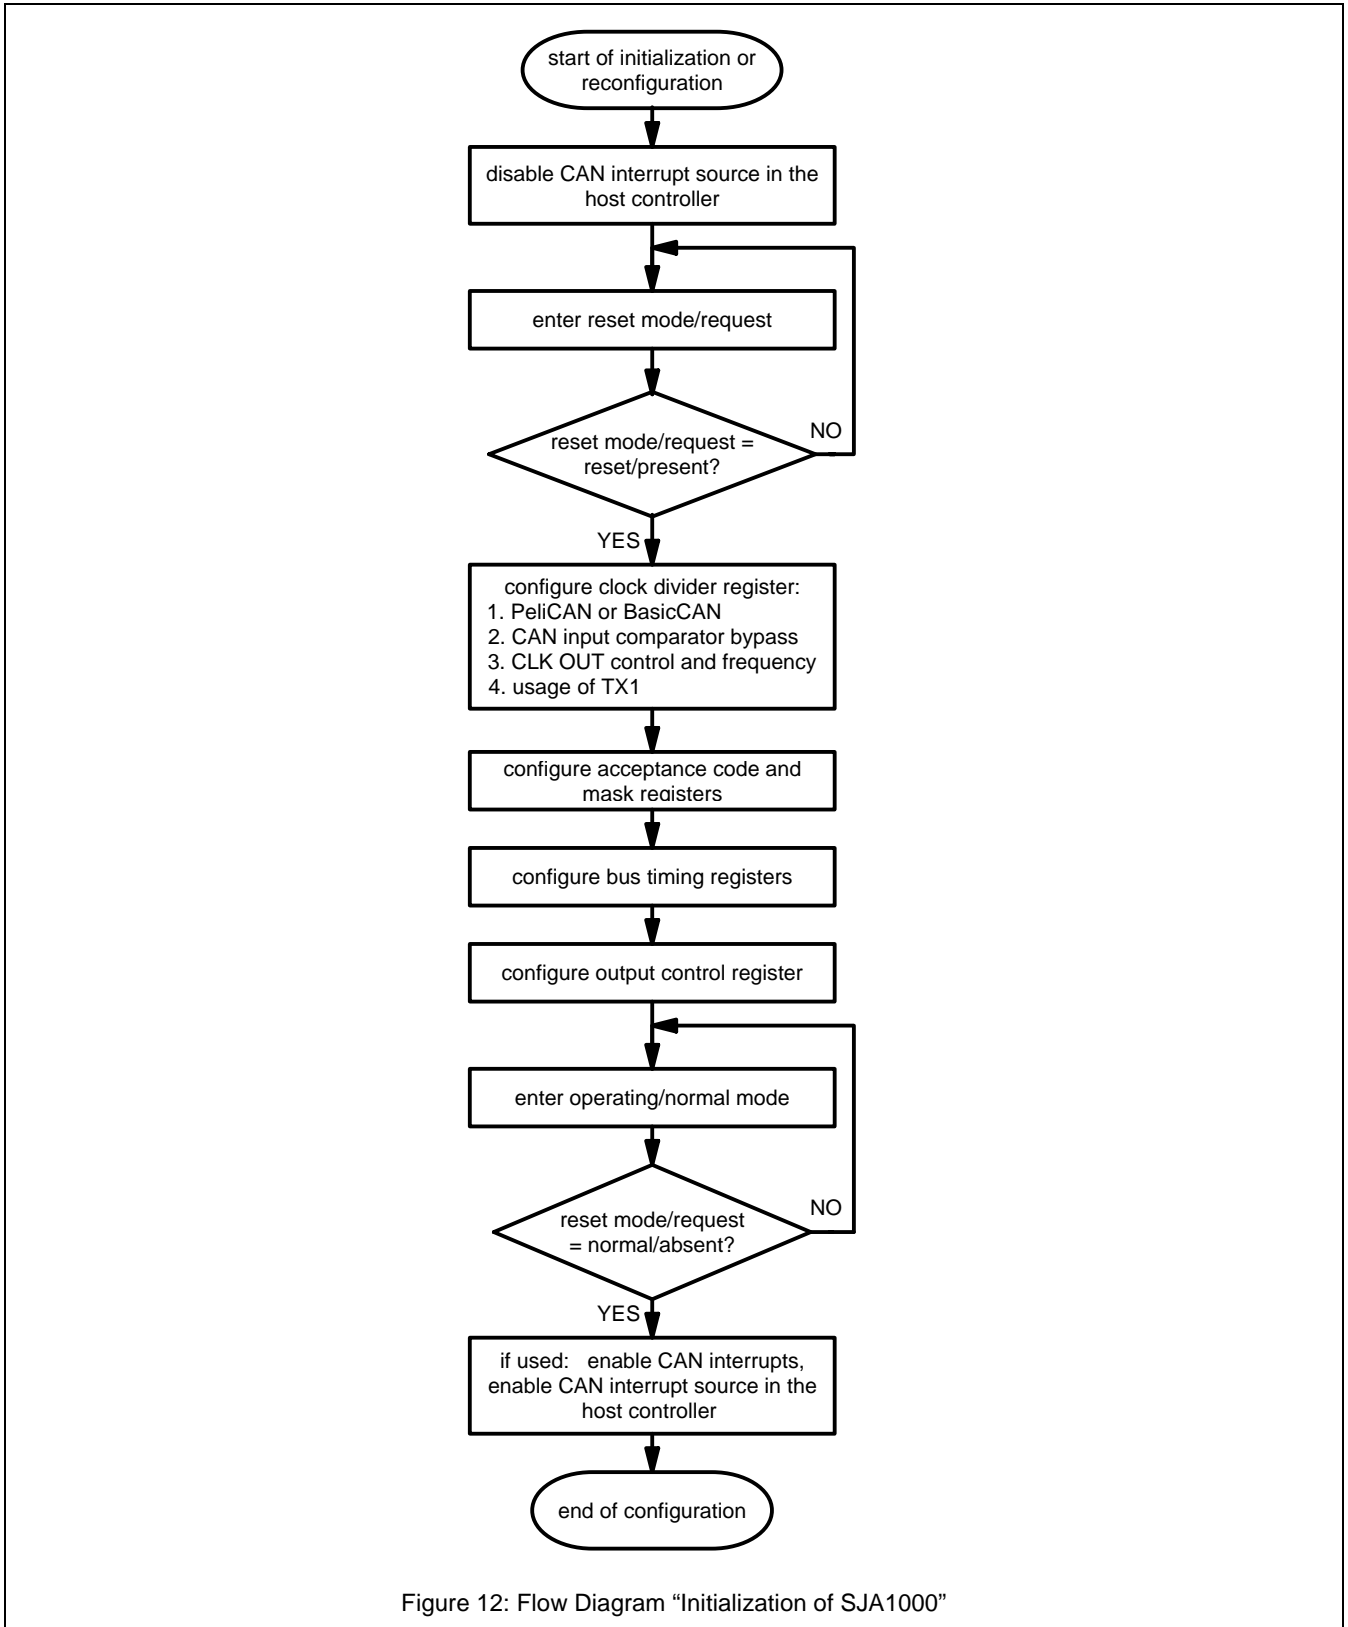 start of initialization or
reconfiguration
disable CAN interrupt source in the
host controller
enter reset mode/request
NO
reset mode/request =
reset/present?
YES
configure clock divider register:
1. PeliCAN or BasicCAN
2. CAN input comparator bypass
3. CLK OUT control and frequency
4. usage of TX1
configure acceptance code and
mask registers
configure bus timing registers
configure output control register
enter operating/normal mode
NO
reset mode/request
= normal/absent?
YES
if used:   enable CAN interrupts,
enable CAN interrupt source in the
host controller
end of configuration
Figure 12: Flow Diagram “Initialization of SJA1000”